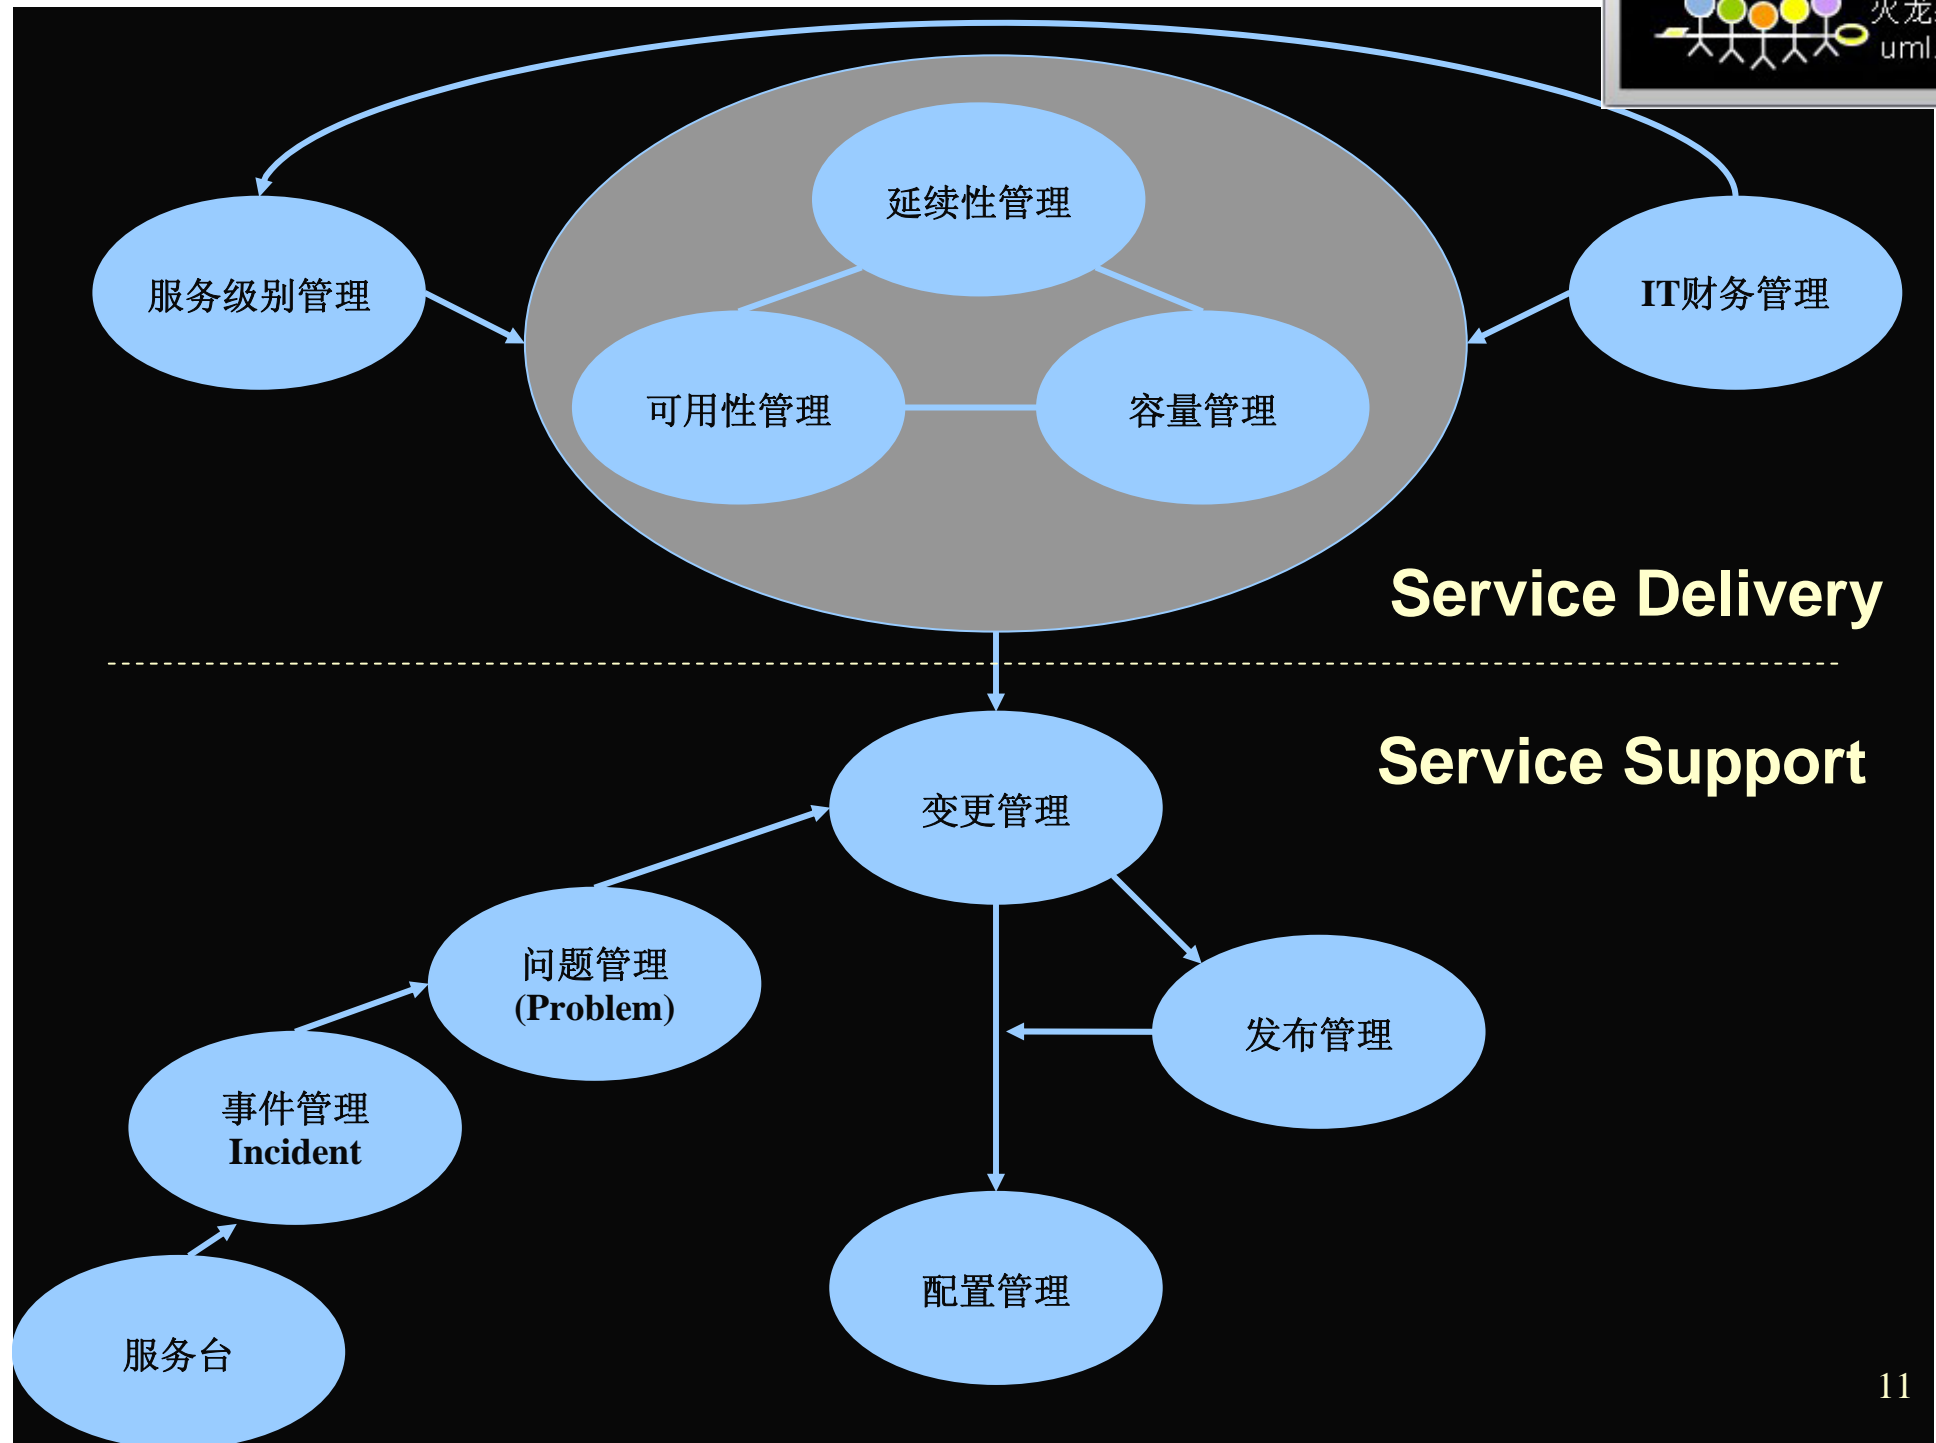 火龙
uml.
延续性管理
服务级别管理
IT财务管理
可用性管理
容量管理
Service Delivery
Service Support
变更管理
问题管理
(Problem)
发布管理
事件管理
Incident
配置管理
服务台
11